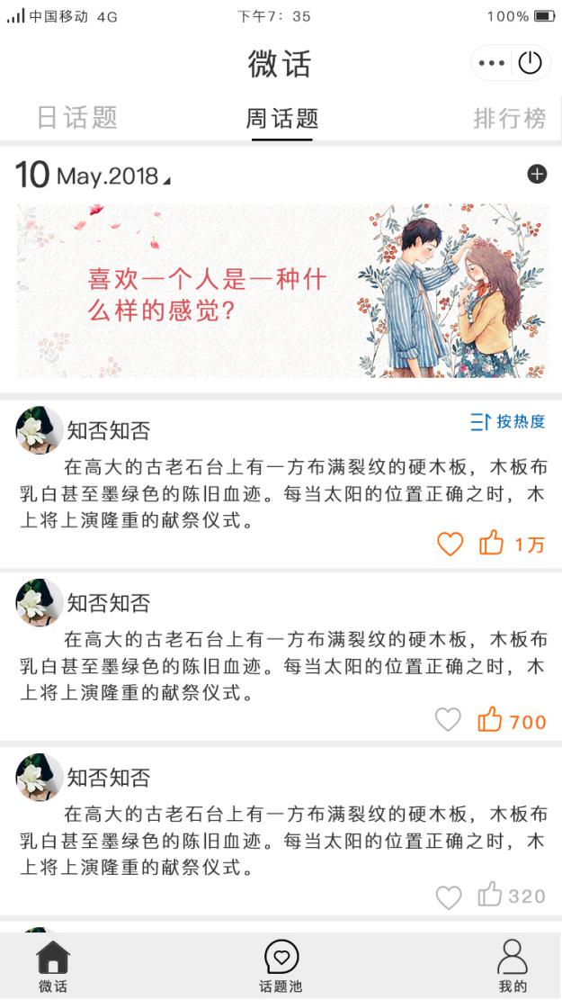 中国移动 4G 下午7：35 100%
微话
日话题 周话题 排行榜
10 May.2018
喜欢一个人是一种什
么样的感觉？
知否知否 按热度
在高大的古老石台上有一方布满裂纹的硬木板，木板布
乳白甚至墨绿色的陈旧血迹。每当太阳的位置正确之时，木
上将上演隆重的献祭仪式。
1万
知否知否
在高大的古老石台上有一方布满裂纹的硬木板，木板布
乳白甚至墨绿色的陈旧血迹。每当太阳的位置正确之时，木
上将上演隆重的献祭仪式。
700
知否知否
在高大的古老石台上有一方布满裂纹的硬木板，木板布
乳白甚至墨绿色的陈旧血迹。每当太阳的位置正确之时，木
上将上演隆重的献祭仪式。
320
微话 话题池 我的